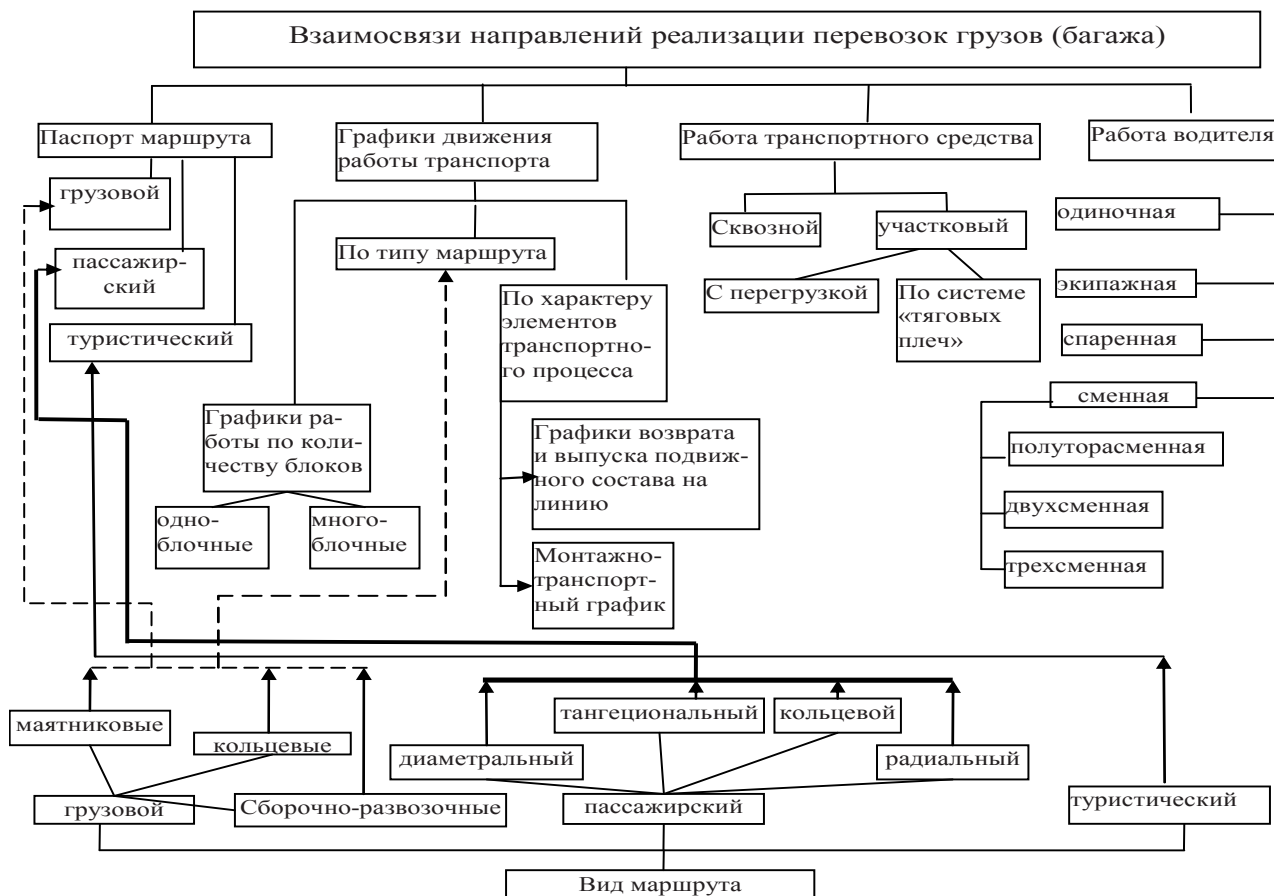 Взаимосвязи направлений реализации перевозок грузов (багажа)
Паспорт маршрута
грузовой
пассажир-
ский
туристический
Графики движения
работы транспорта
По типу маршрута
По характеру
элементов
транспортно-
го процесса
Графики ра-
боты по коли-
честву блоков
одно-
блочные
много-
блочные
Графики возврата
и выпуска подвиж-
ного состава на
линию
Монтажно-
транспорт-
ный график
Работа транспортного средства
Сквозной
участковый
С перегрузкой
По системе
«тяговых
плеч»
Работа водителя
одиночная
экипажная
спаренная
сменная
полуторасменная
двухсменная
трехсменная
маятниковые
кольцевые
грузовой
Сборочно-развозочные
тангециональный
кольцевой
диаметральный
радиальный
пассажирский
туристический
Вид маршрута